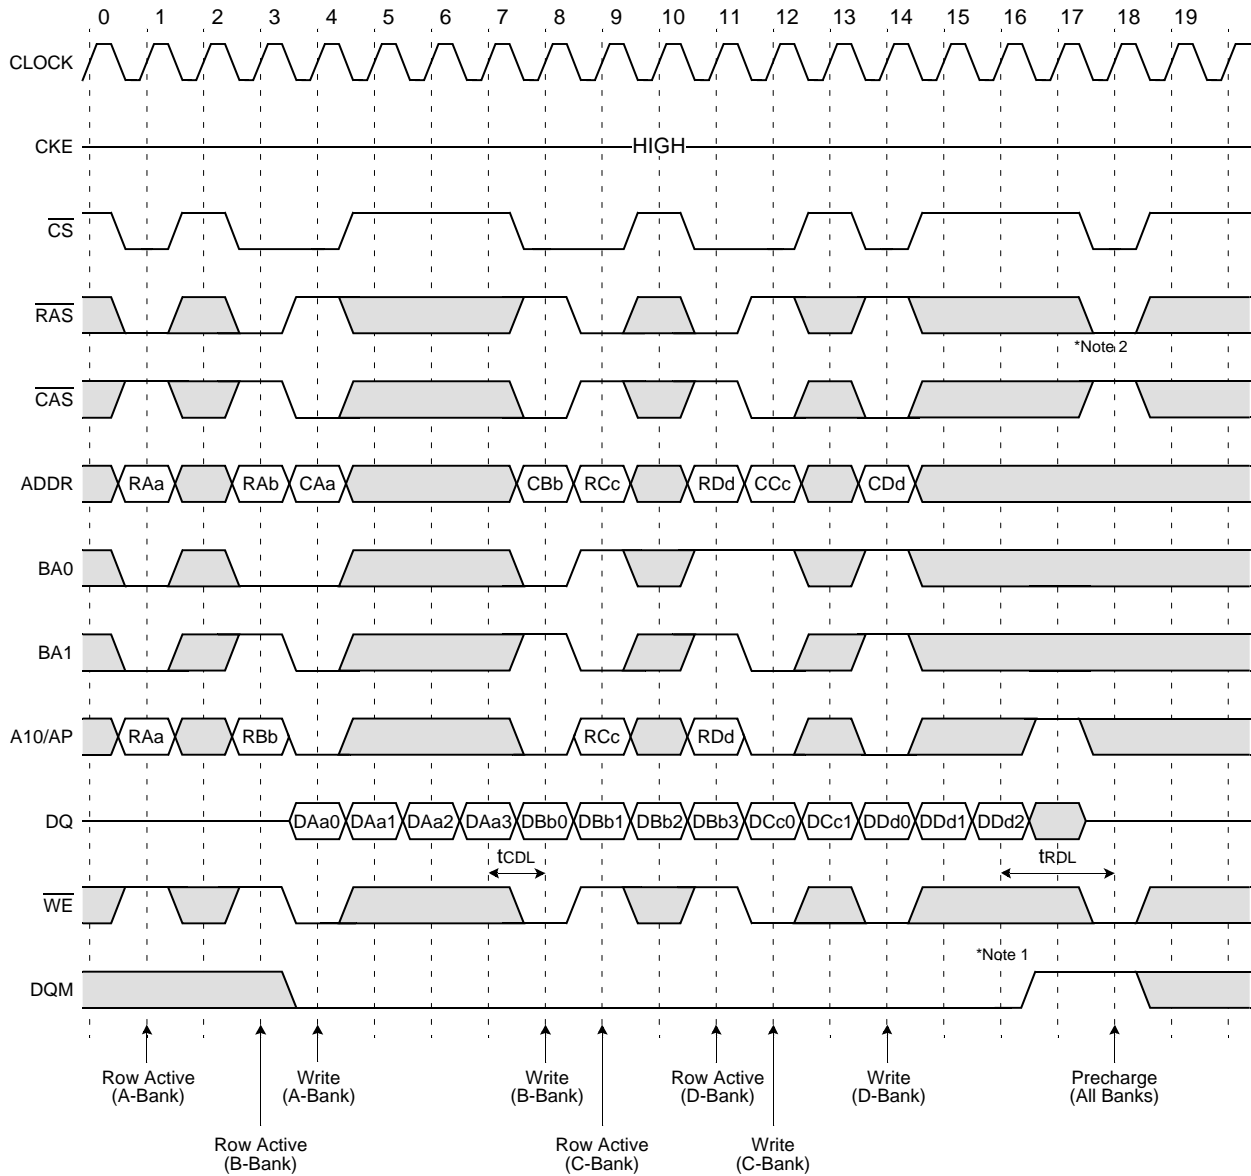 0 1 2 3 4 5 6 7 8 9 10 11 12 13 14 15 16 17 18 19
CLOCK
CKE
HIGH
CS
RAS
*Note 2
CAS
ADDR
RAa RAb CAa CBb RCc RDd CCc CDd
BA0
BA1
A10/AP
RAa RBb RCc RDd
DQ
DAa0 DAa1 DAa2 DAa3 DBb0 DBb1 DBb2 DBb3 DCc0 DCc1 DDd0 DDd1 DDd2
tCDL tRDL
WE
*Note 1
DQM
Row Active
(A-Bank)
Write
(A-Bank)
Write
(B-Bank)
Row Active
(D-Bank)
Write
(D-Bank)
Precharge
(All Banks)
Row Active
(B-Bank)
Row Active
(C-Bank)
Write
(C-Bank)